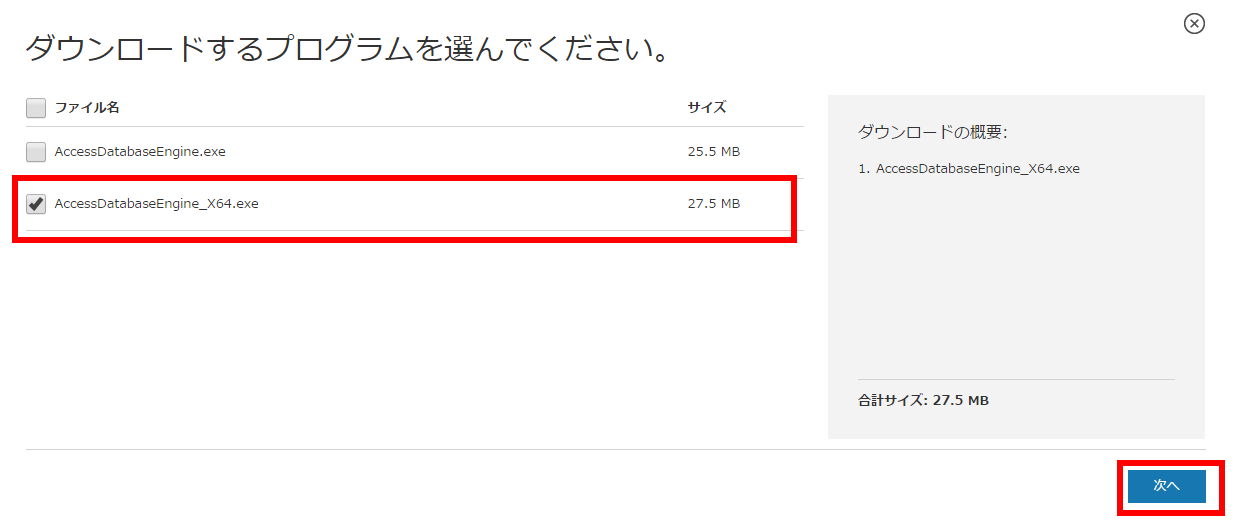 ダウンロードするプログラムを選んでください。
ファイル名 サイズ
AccessDatabaseEngine.exe 25.5 MB
AccessDatabaseEngine_X64.exe 27.5 MB
ダウンロードの概要:
1. AccessDatabaseEngine_X64.exe
合計サイズ: 27.5 MB
次へ